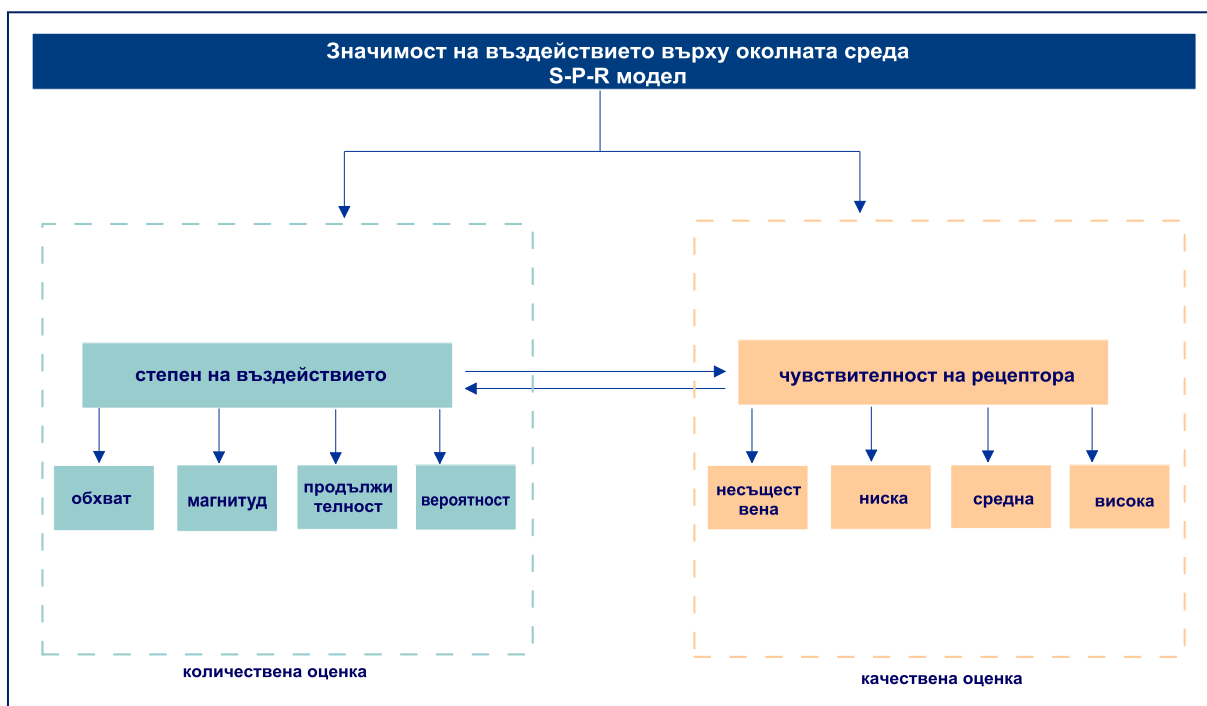 Значимост на въздействието върху околната среда
S-P-R модел
степен на въздействието
чувствителност на рецептора
обхват
магнитуд
продължи
телност
вероятност
несъщест
вена
ниска
средна
висока
количествена оценка
качествена оценка